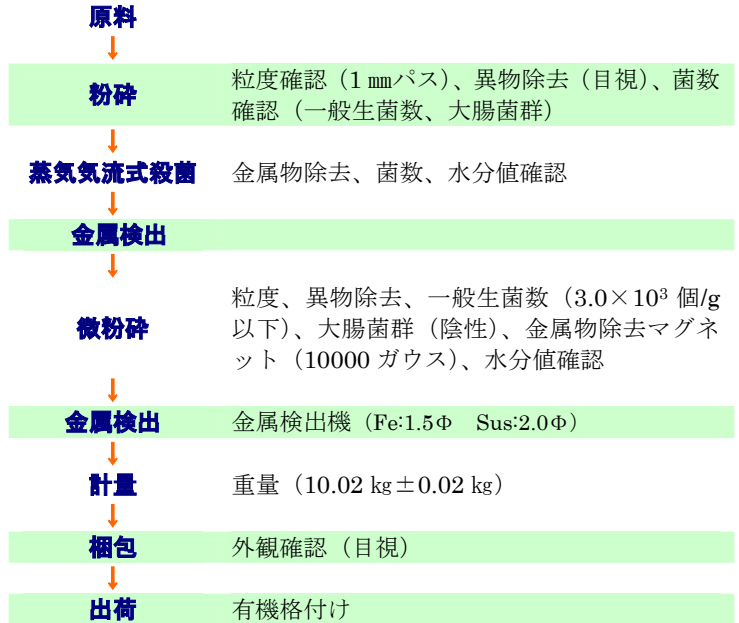 原料
↓
粉砕 粒度確認（1 ㎜パス）、異物除去（目視）、菌数
確認（一般生菌数、大腸菌群）
↓
蒸気気流式殺菌 金属物除去、菌数、水分値確認
↓
金属検出
↓
微粉砕 粒度、異物除去、一般生菌数（3.0×10³ 個/g
以下）、大腸菌群（陰性）、金属物除去マグネ
ット（10000 ガウス）、水分値確認
↓
金属検出 金属検出機（Fe:1.5Φ　Sus:2.0Φ）
↓
計量 重量（10.02 ㎏±0.02 ㎏）
↓
梱包 外観確認（目視）
↓
出荷 有機格付け